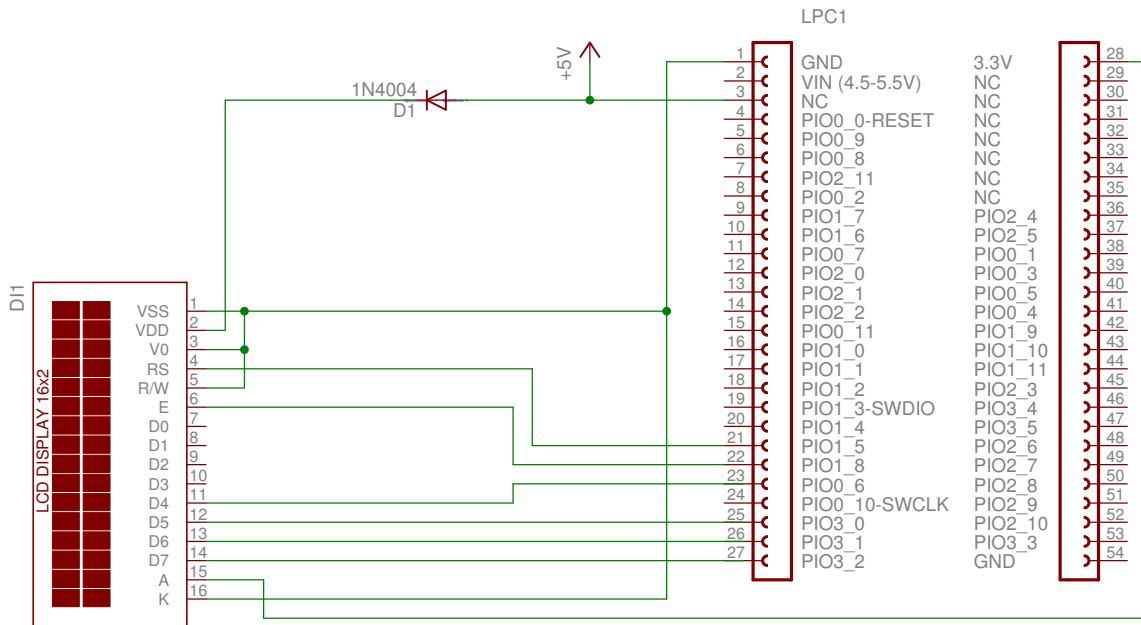 LPC1
+5V
1N4004
D1
1 GND
2 VIN (4.5-5.5V)
3 NC
4 PIO0_0-RESET
5 PIO0_9
6 PIO0_8
7 PIO2_11
8 PIO0_2
9 PIO1_7
10 PIO1_6
11 PIO0_7
12 PIO2_0
13 PIO2_1
14 PIO2_2
15 PIO0_11
16 PIO1_0
17 PIO1_1
18 PIO1_2
19 PIO1_3-SWDIO
20 PIO1_4
21 PIO1_5
22 PIO1_8
23 PIO0_6
24 PIO0_10-SWCLK
25 PIO3_0
26 PIO3_1
27 PIO3_2
3.3V 28
NC 29
NC 30
NC 31
NC 32
NC 33
NC 34
NC 35
PIO2_4 36
PIO2_5 37
PIO0_1 38
PIO0_3 39
PIO0_5 40
PIO0_4 41
PIO1_9 42
PIO1_10 43
PIO1_11 44
PIO2_3 45
PIO3_4 46
PIO3_5 47
PIO2_6 48
PIO2_7 49
PIO2_8 50
PIO2_9 51
PIO2_10 52
PIO3_3 53
GND 54
DI1
LCD DISPLAY 16x2
VSS 1
VDD 2
V0 3
RS 4
R/W 5
E 6
D0 7
D1 8
D2 9
D3 10
D4 11
D5 12
D6 13
D7 14
A 15
K 16